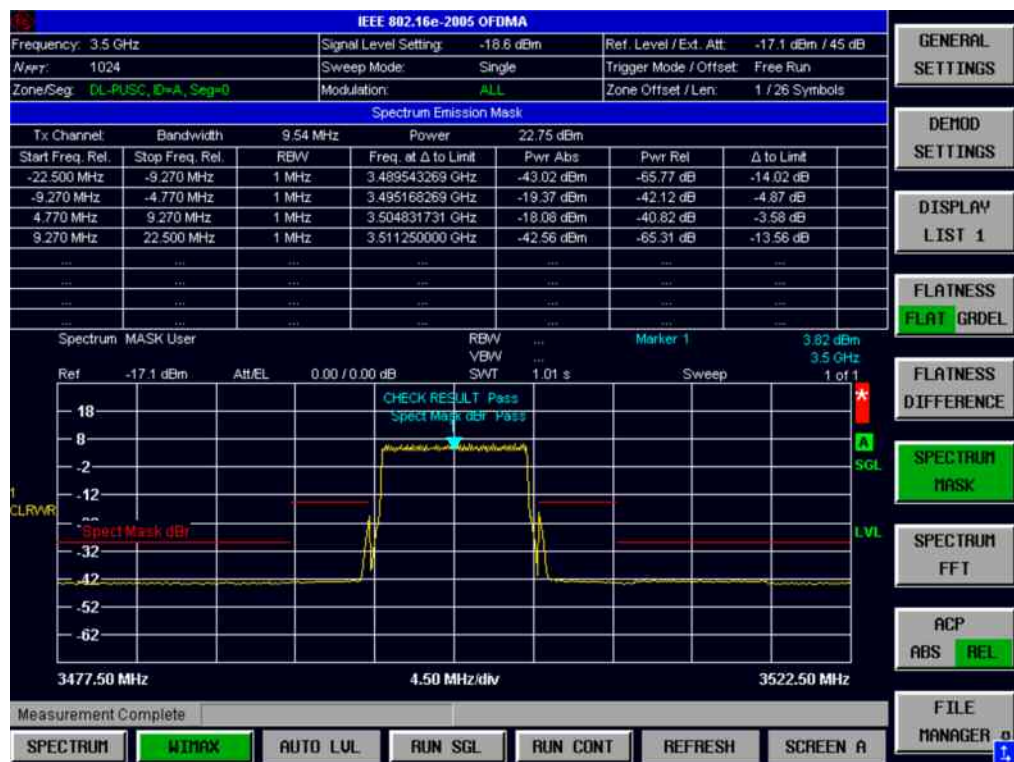 IEEE 802.16e-2005 OFDMA
Frequency: 3.5 GHz Signal Level Setting: -18.6 dBm Ref. Level / Ext. Att: -17.1 dBm / 45 dB
NFFT: 1024 Sweep Mode: Single Trigger Mode / Offset: Free Run
Zone/Seg: DL-PUSC, ID=A, Seg=0 Modulation: ALL Zone Offset / Len: 1 / 26 Symbols
Spectrum Emission Mask
Tx Channel: Bandwidth 9.54 MHz Power 22.75 dBm
Start Freq. Rel. Stop Freq. Rel. RBW Freq. at Δ to Limit Pwr Abs Pwr Rel Δ to Limit
-22.500 MHz -9.270 MHz 1 MHz 3.489543269 GHz -43.02 dBm -65.77 dB -14.02 dB
-9.270 MHz -4.770 MHz 1 MHz 3.495168269 GHz -19.37 dBm -42.12 dB -4.87 dB
4.770 MHz 9.270 MHz 1 MHz 3.504831731 GHz -18.08 dBm -40.82 dB -3.58 dB
9.270 MHz 22.500 MHz 1 MHz 3.511250000 GHz -42.56 dBm -65.31 dB -13.56 dB
... ... ... ... ... ... ...
... ... ... ... ... ... ...
... ... ... ... ... ... ...
... ... ... ... ... ... ...
Spectrum MASK User RBW ... Marker 1 3.82 dBm
VBW ... 3.5 GHz
Ref -17.1 dBm Att/EL 0.00 / 0.00 dB SWT 1.01 s Sweep 1 of 1
CHECK RESULT Pass
Spect Mask dBr Pass
18
8
-2
-12
Spect Mask dBr
-32
-42
-52
-62
1
CLRWR
*
A
SGL
LVL
3477.50 MHz 4.50 MHz/div 3522.50 MHz
Measurement Complete
SPECTRUM WIMAX AUTO LVL RUN SGL RUN CONT REFRESH SCREEN A
GENERAL
SETTINGS
DEMOD
SETTINGS
DISPLAY
LIST 1
FLATNESS
FLAT GRDEL
FLATNESS
DIFFERENCE
SPECTRUM
MASK
SPECTRUM
FFT
ACP
ABS REL
FILE
MANAGER